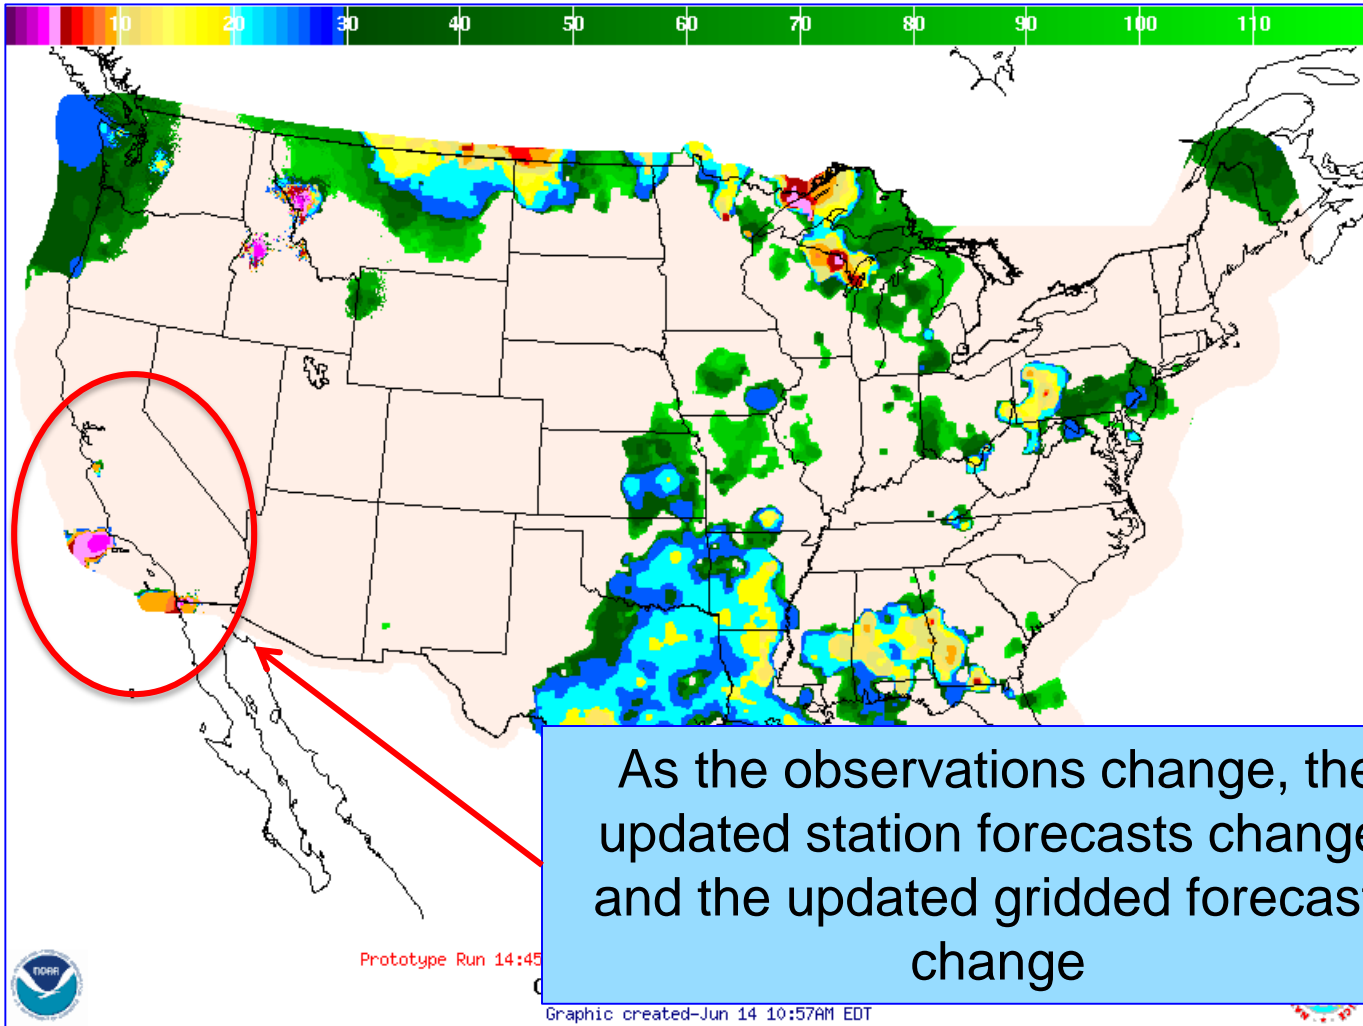 10 20 30 40 50 60 70 80 90 100 110
As the observations change, the
updated station forecasts change
and the updated gridded forecast
change
Prototype Run 14:45
Graphic created-Jun 14 10:57AM EDT
NOAA